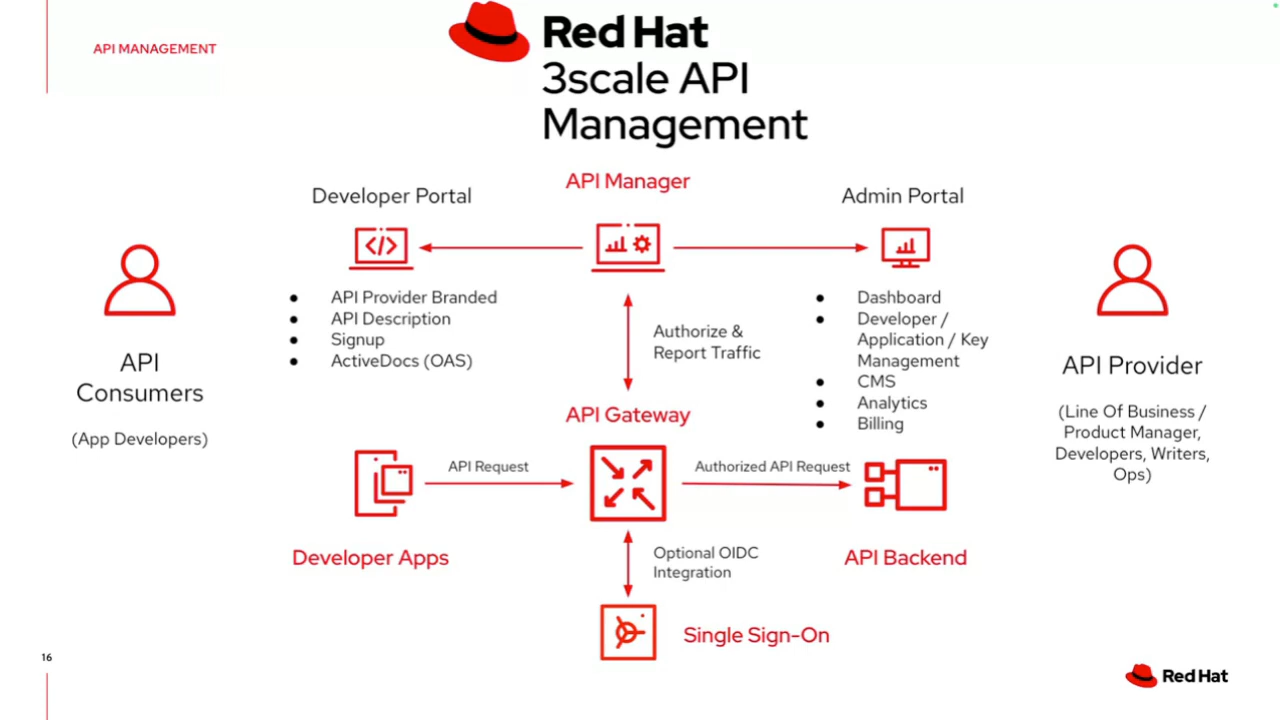 API MANAGEMENT
Red Hat
3scale API
Management
API Manager
Developer Portal
Admin Portal
</>
API Provider Branded
API Description
Signup
ActiveDocs (OAS)
Authorize &
Report Traffic
Dashboard
Developer /
Application / Key
Management
CMS
Analytics
Billing
API
Consumers
(App Developers)
API Provider
(Line Of Business /
Product Manager,
Developers, Writers,
Ops)
API Gateway
API Request
Authorized API Request
Developer Apps
API Backend
Optional OIDC
Integration
Single Sign-On
16
Red Hat